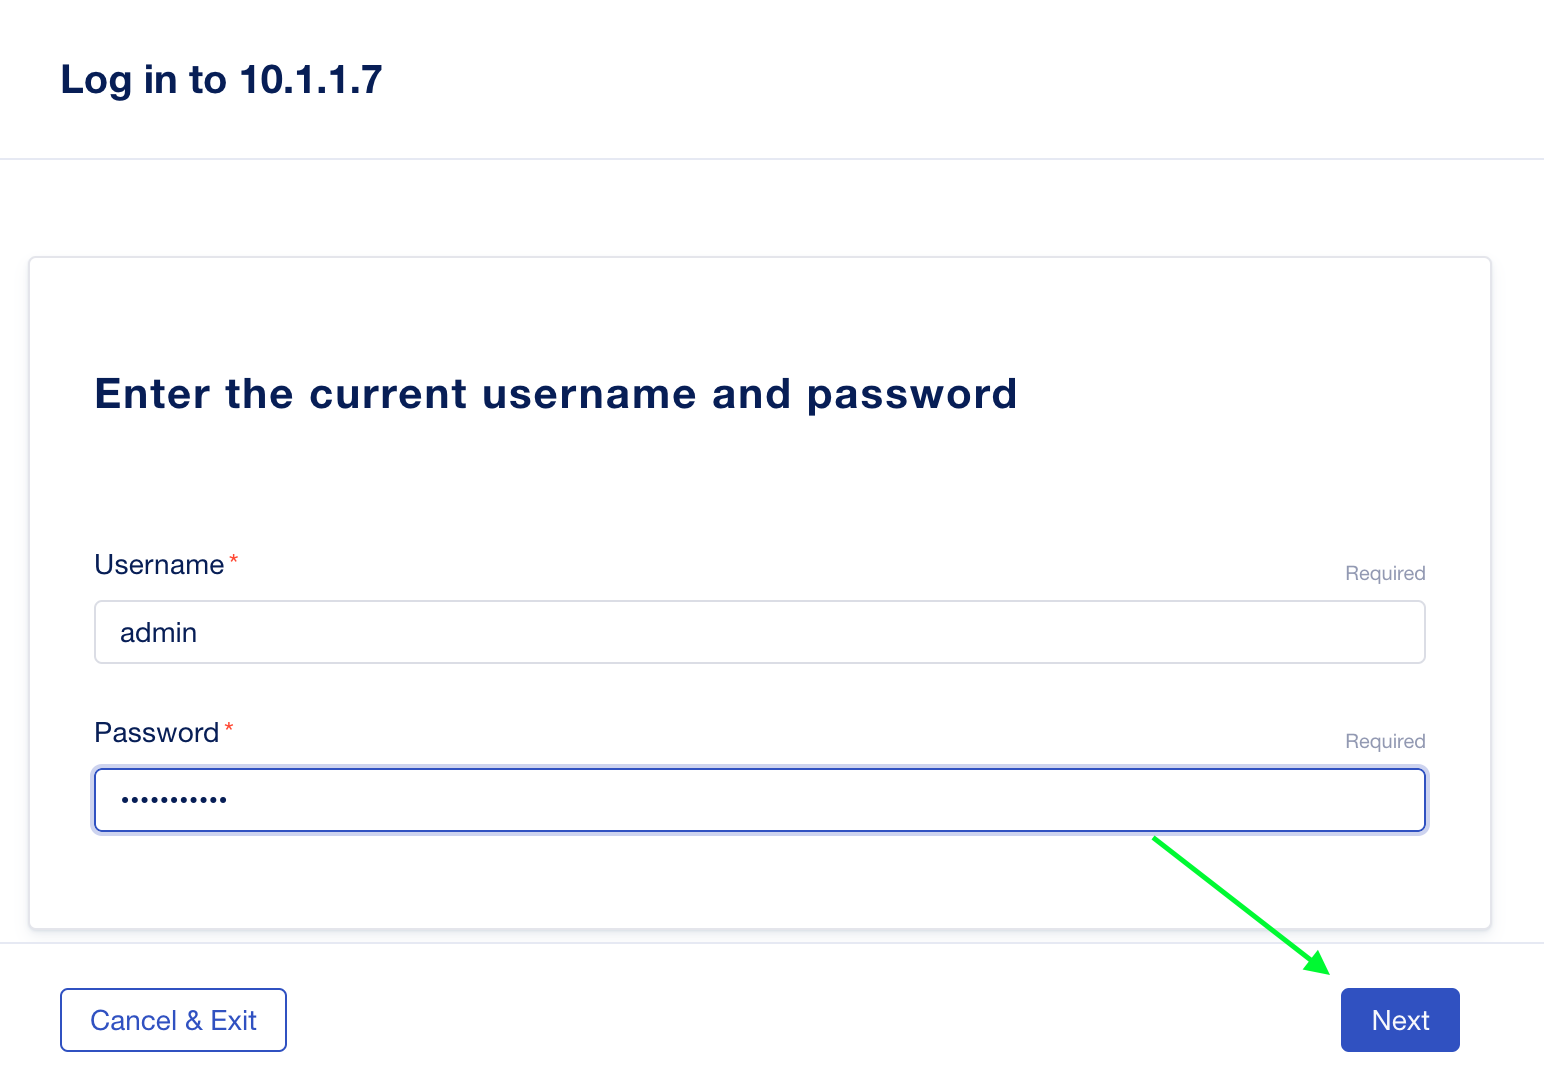 Log in to 10.1.1.7
Enter the current username and password
Username *
Required
admin
Password *
Required
•••••••••••
Cancel & Exit
Next